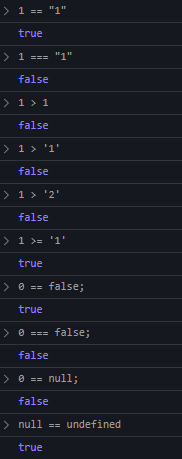 > 1 == "1"
true
> 1 === "1"
false
> 1 > 1
false
> 1 > '1'
false
> 1 > '2'
false
> 1 >= '1'
true
> 0 == false;
true
> 0 === false;
false
> 0 == null;
false
> null == undefined
true